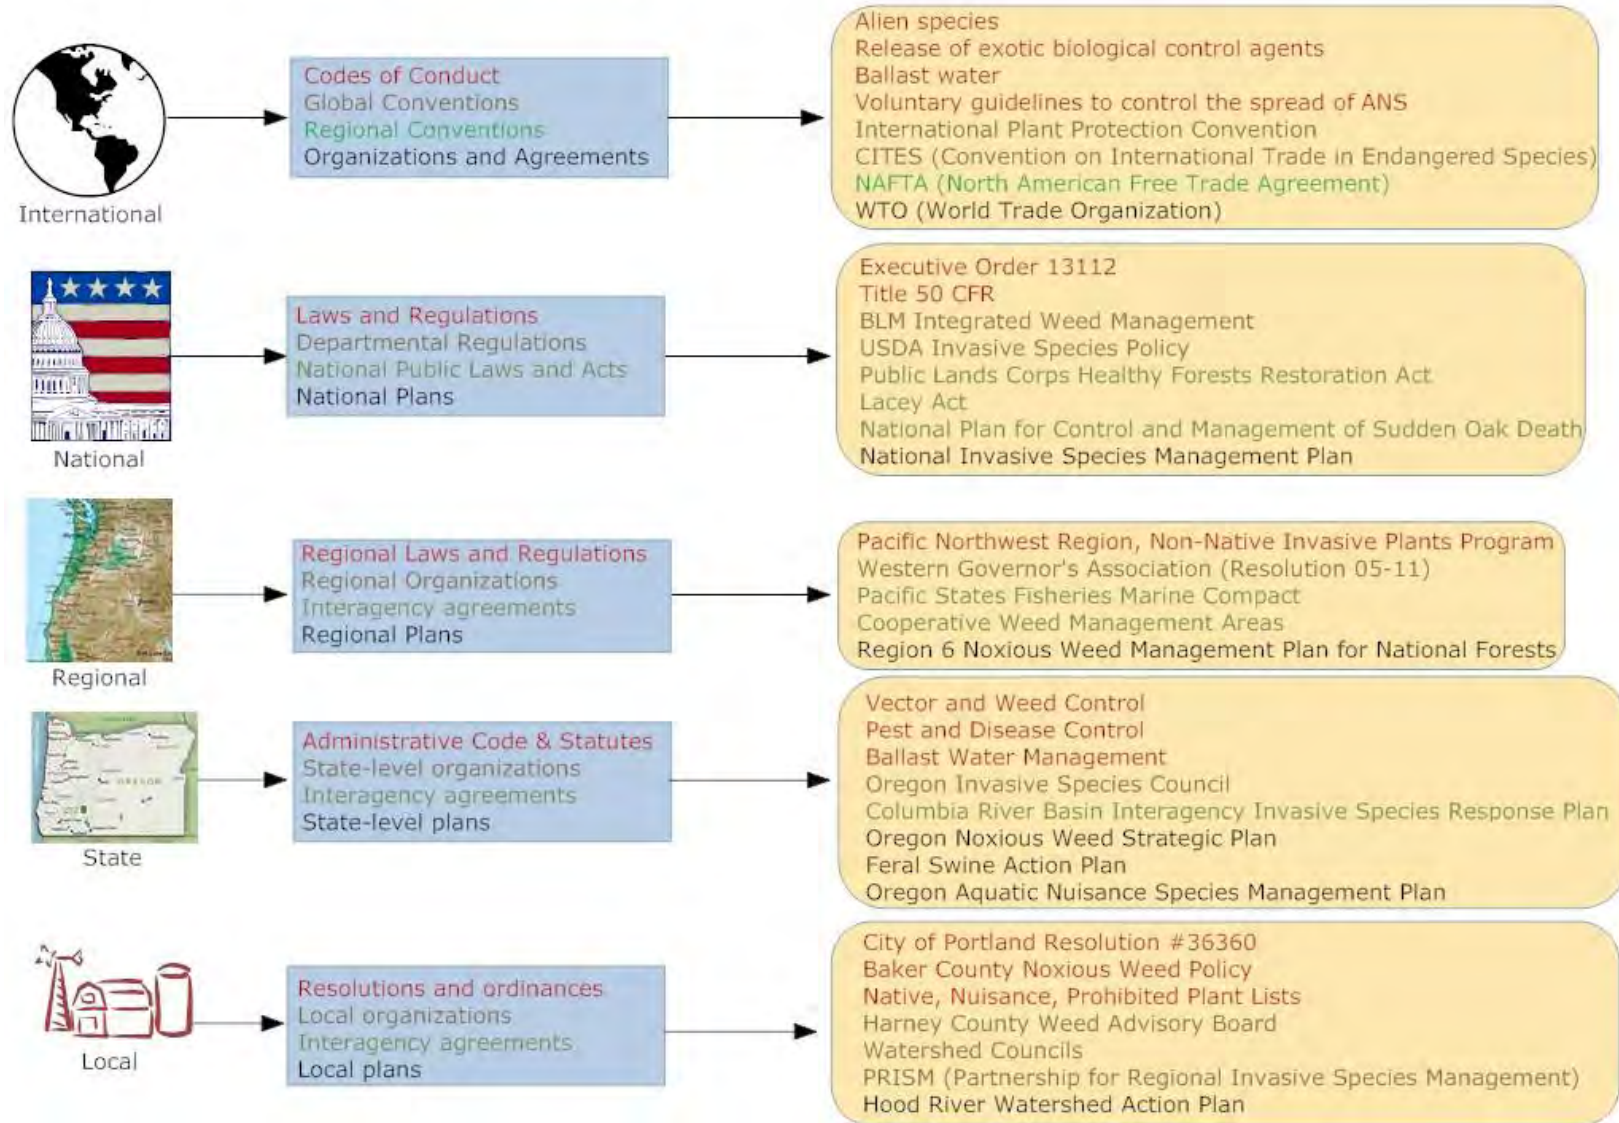 International
Codes of Conduct
Global Conventions
Regional Conventions
Organizations and Agreements
Alien species
Release of exotic biological control agents
Ballast water
Voluntary guidelines to control the spread of ANS
International Plant Protection Convention
CITES (Convention on International Trade in Endangered Species)
NAFTA (North American Free Trade Agreement)
WTO (World Trade Organization)
National
Laws and Regulations
Departmental Regulations
National Public Laws and Acts
National Plans
Executive Order 13112
Title 50 CFR
BLM Integrated Weed Management
USDA Invasive Species Policy
Public Lands Corps Healthy Forests Restoration Act
Lacey Act
National Plan for Control and Management of Sudden Oak Death
National Invasive Species Management Plan
Regional
Regional Laws and Regulations
Regional Organizations
Interagency agreements
Regional Plans
Pacific Northwest Region, Non-Native Invasive Plants Program
Western Governor's Association (Resolution 05-11)
Pacific States Fisheries Marine Compact
Cooperative Weed Management Areas
Region 6 Noxious Weed Management Plan for National Forests
OREGON
State
Administrative Code & Statutes
State-level organizations
Interagency agreements
State-level plans
Vector and Weed Control
Pest and Disease Control
Ballast Water Management
Oregon Invasive Species Council
Columbia River Basin Interagency Invasive Species Response Plan
Oregon Noxious Weed Strategic Plan
Feral Swine Action Plan
Oregon Aquatic Nuisance Species Management Plan
Local
Resolutions and ordinances
Local organizations
Interagency agreements
Local plans
City of Portland Resolution #36360
Baker County Noxious Weed Policy
Native, Nuisance, Prohibited Plant Lists
Harney County Weed Advisory Board
Watershed Councils
PRISM (Partnership for Regional Invasive Species Management)
Hood River Watershed Action Plan